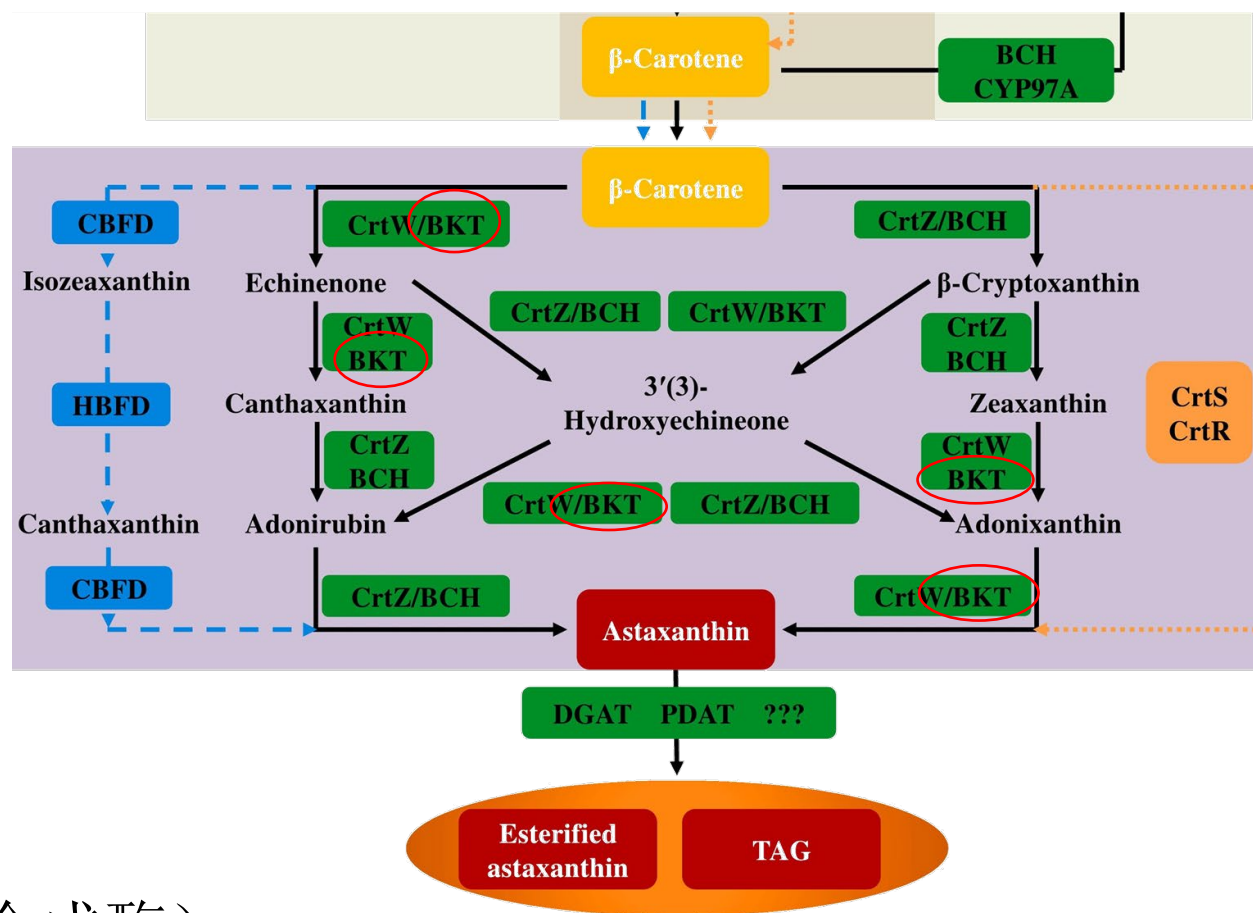 β-Carotene
BCH
CYP97A
β-Carotene
CBFD
CrtW/BKT
CrtZ/BCH
Isozeaxanthin
Echinenone
β-Cryptoxanthin
CrtZ/BCH
CrtW/BKT
CrtW
BKT
CrtZ
BCH
HBFD
Canthaxanthin
3′(3)-
Hydroxyechineone
Zeaxanthin
CrtS
CrtR
CrtZ
BCH
CrtW
BKT
CrtW/BKT
CrtZ/BCH
Canthaxanthin
Adonirubin
Adonixanthin
CBFD
CrtZ/BCH
CrtW/BKT
Astaxanthin
DGAT PDAT ???
Esterified
astaxanthin
TAG